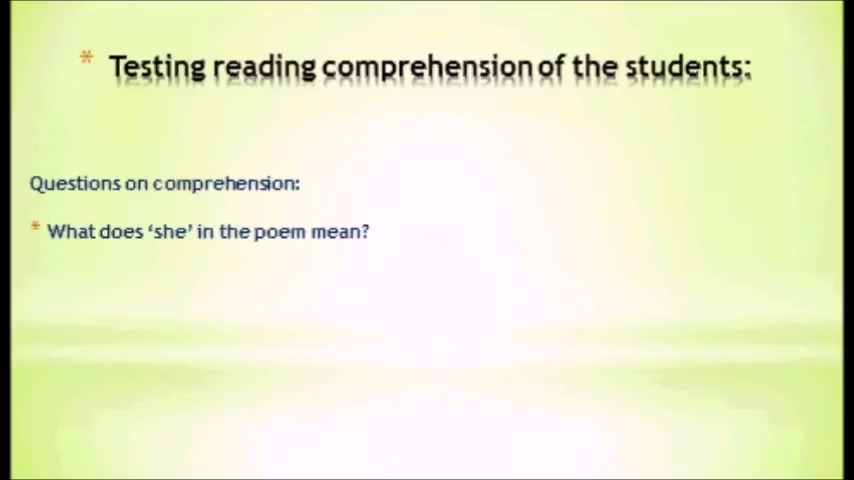 * Testing reading comprehension of the students:
Questions on comprehension:
* What does ‘she’ in the poem mean?